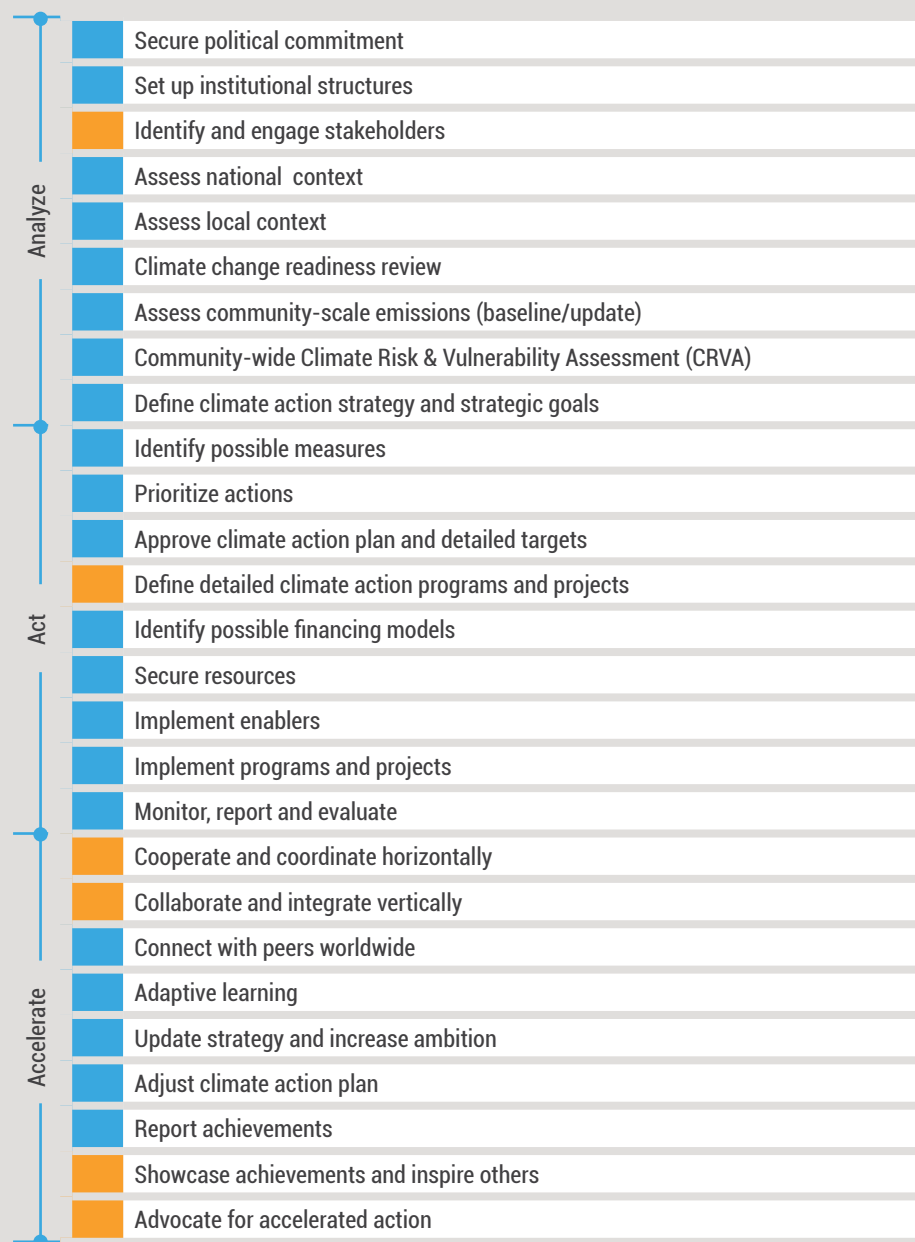 Analyze
Secure political commitment
Set up institutional structures
Identify and engage stakeholders
Assess national context
Assess local context
Climate change readiness review
Assess community-scale emissions (baseline/update)
Community-wide Climate Risk & Vulnerability Assessment (CRVA)
Define climate action strategy and strategic goals
Act
Identify possible measures
Prioritize actions
Approve climate action plan and detailed targets
Define detailed climate action programs and projects
Identify possible financing models
Secure resources
Implement enablers
Implement programs and projects
Monitor, report and evaluate
Accelerate
Cooperate and coordinate horizontally
Collaborate and integrate vertically
Connect with peers worldwide
Adaptive learning
Update strategy and increase ambition
Adjust climate action plan
Report achievements
Showcase achievements and inspire others
Advocate for accelerated action